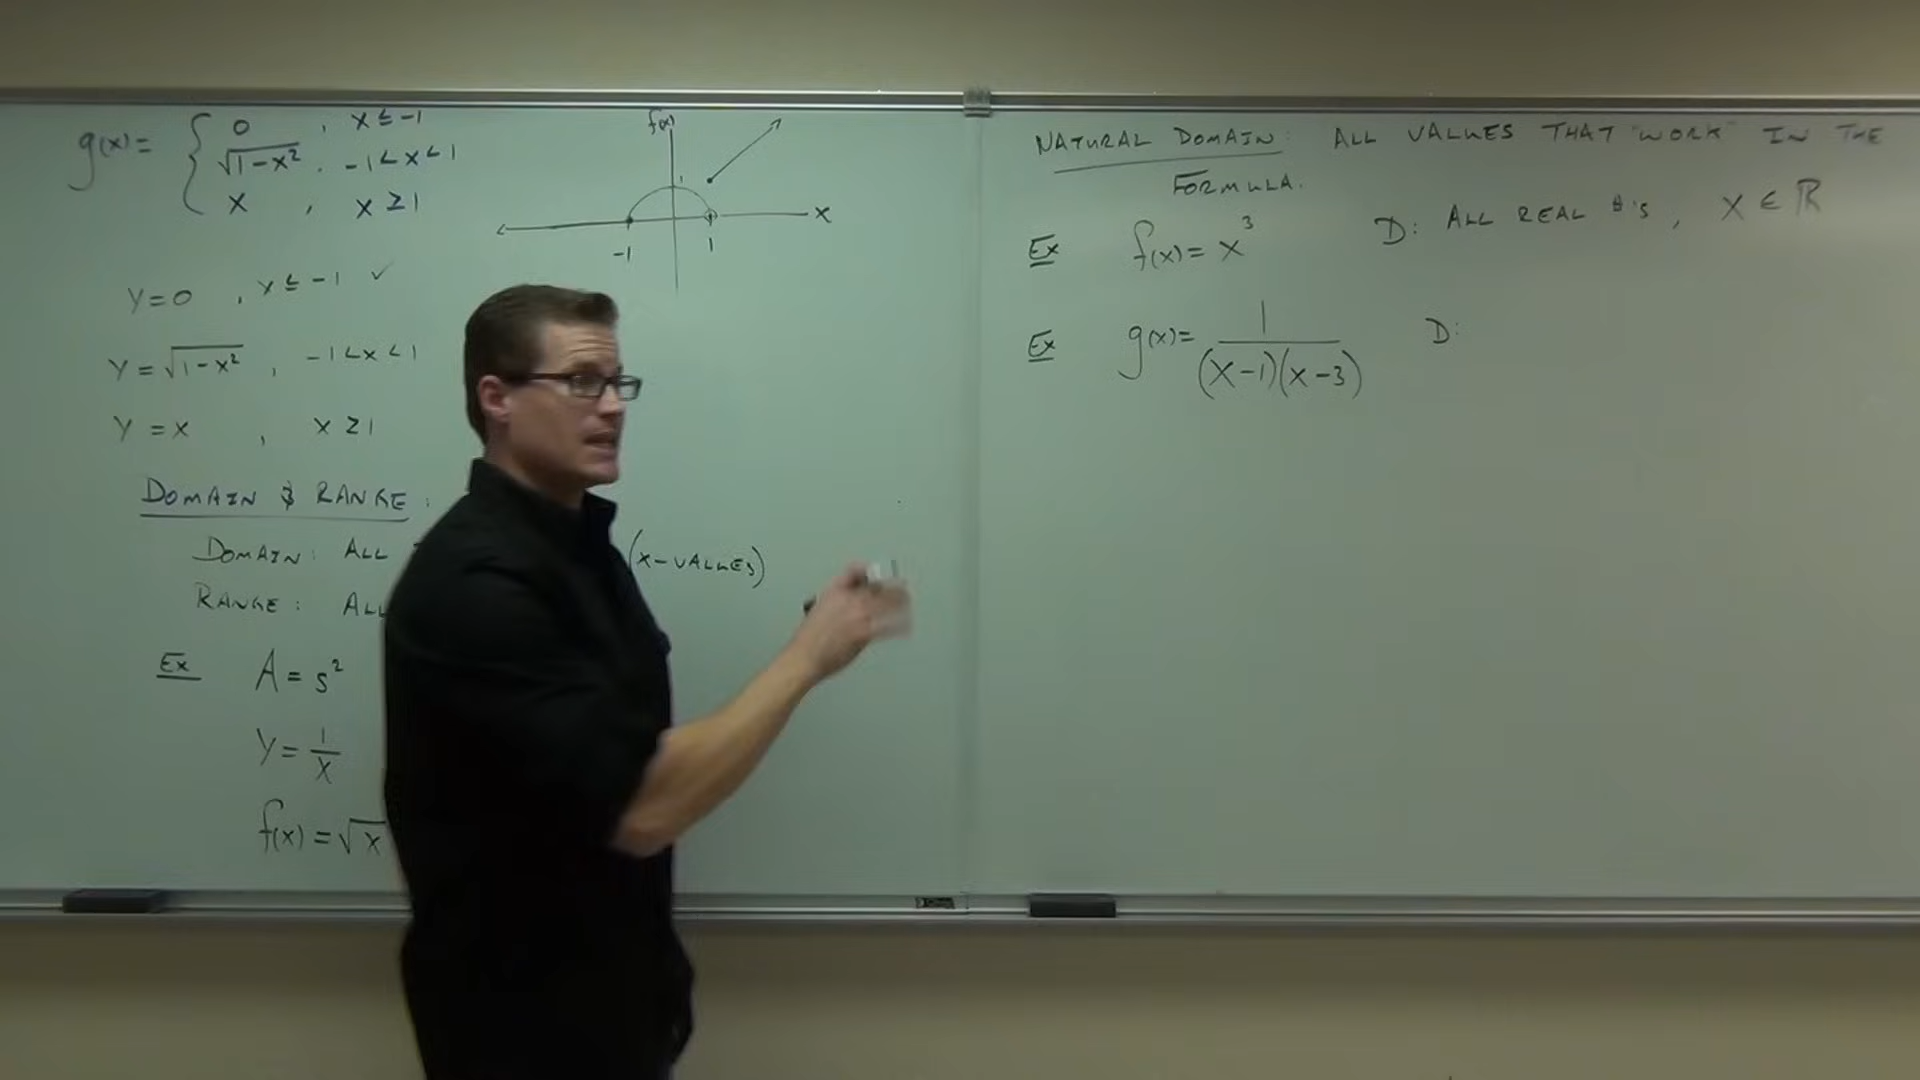 g(x) = { 0 , x ≤ -1
√(1-x²) , -1 < x < 1
x , x ≥ 1
f(x)
1
x
-1 1
y = 0 , x ≤ -1 ✓
y = √(1-x²) , -1 < x < 1
y = x , x ≥ 1
DOMAIN & RANGE:
DOMAIN: ALL (X-VALUES)
RANGE: ALL
Ex A = s²
y = 1/x
f(x) = √x
NATURAL DOMAIN: ALL VALUES THAT "WORK" IN THE
FORMULA.
Ex f(x) = x³ D: ALL REAL #'s, x ∈ ℝ
Ex g(x) = 1/((x-1)(x-3)) D: